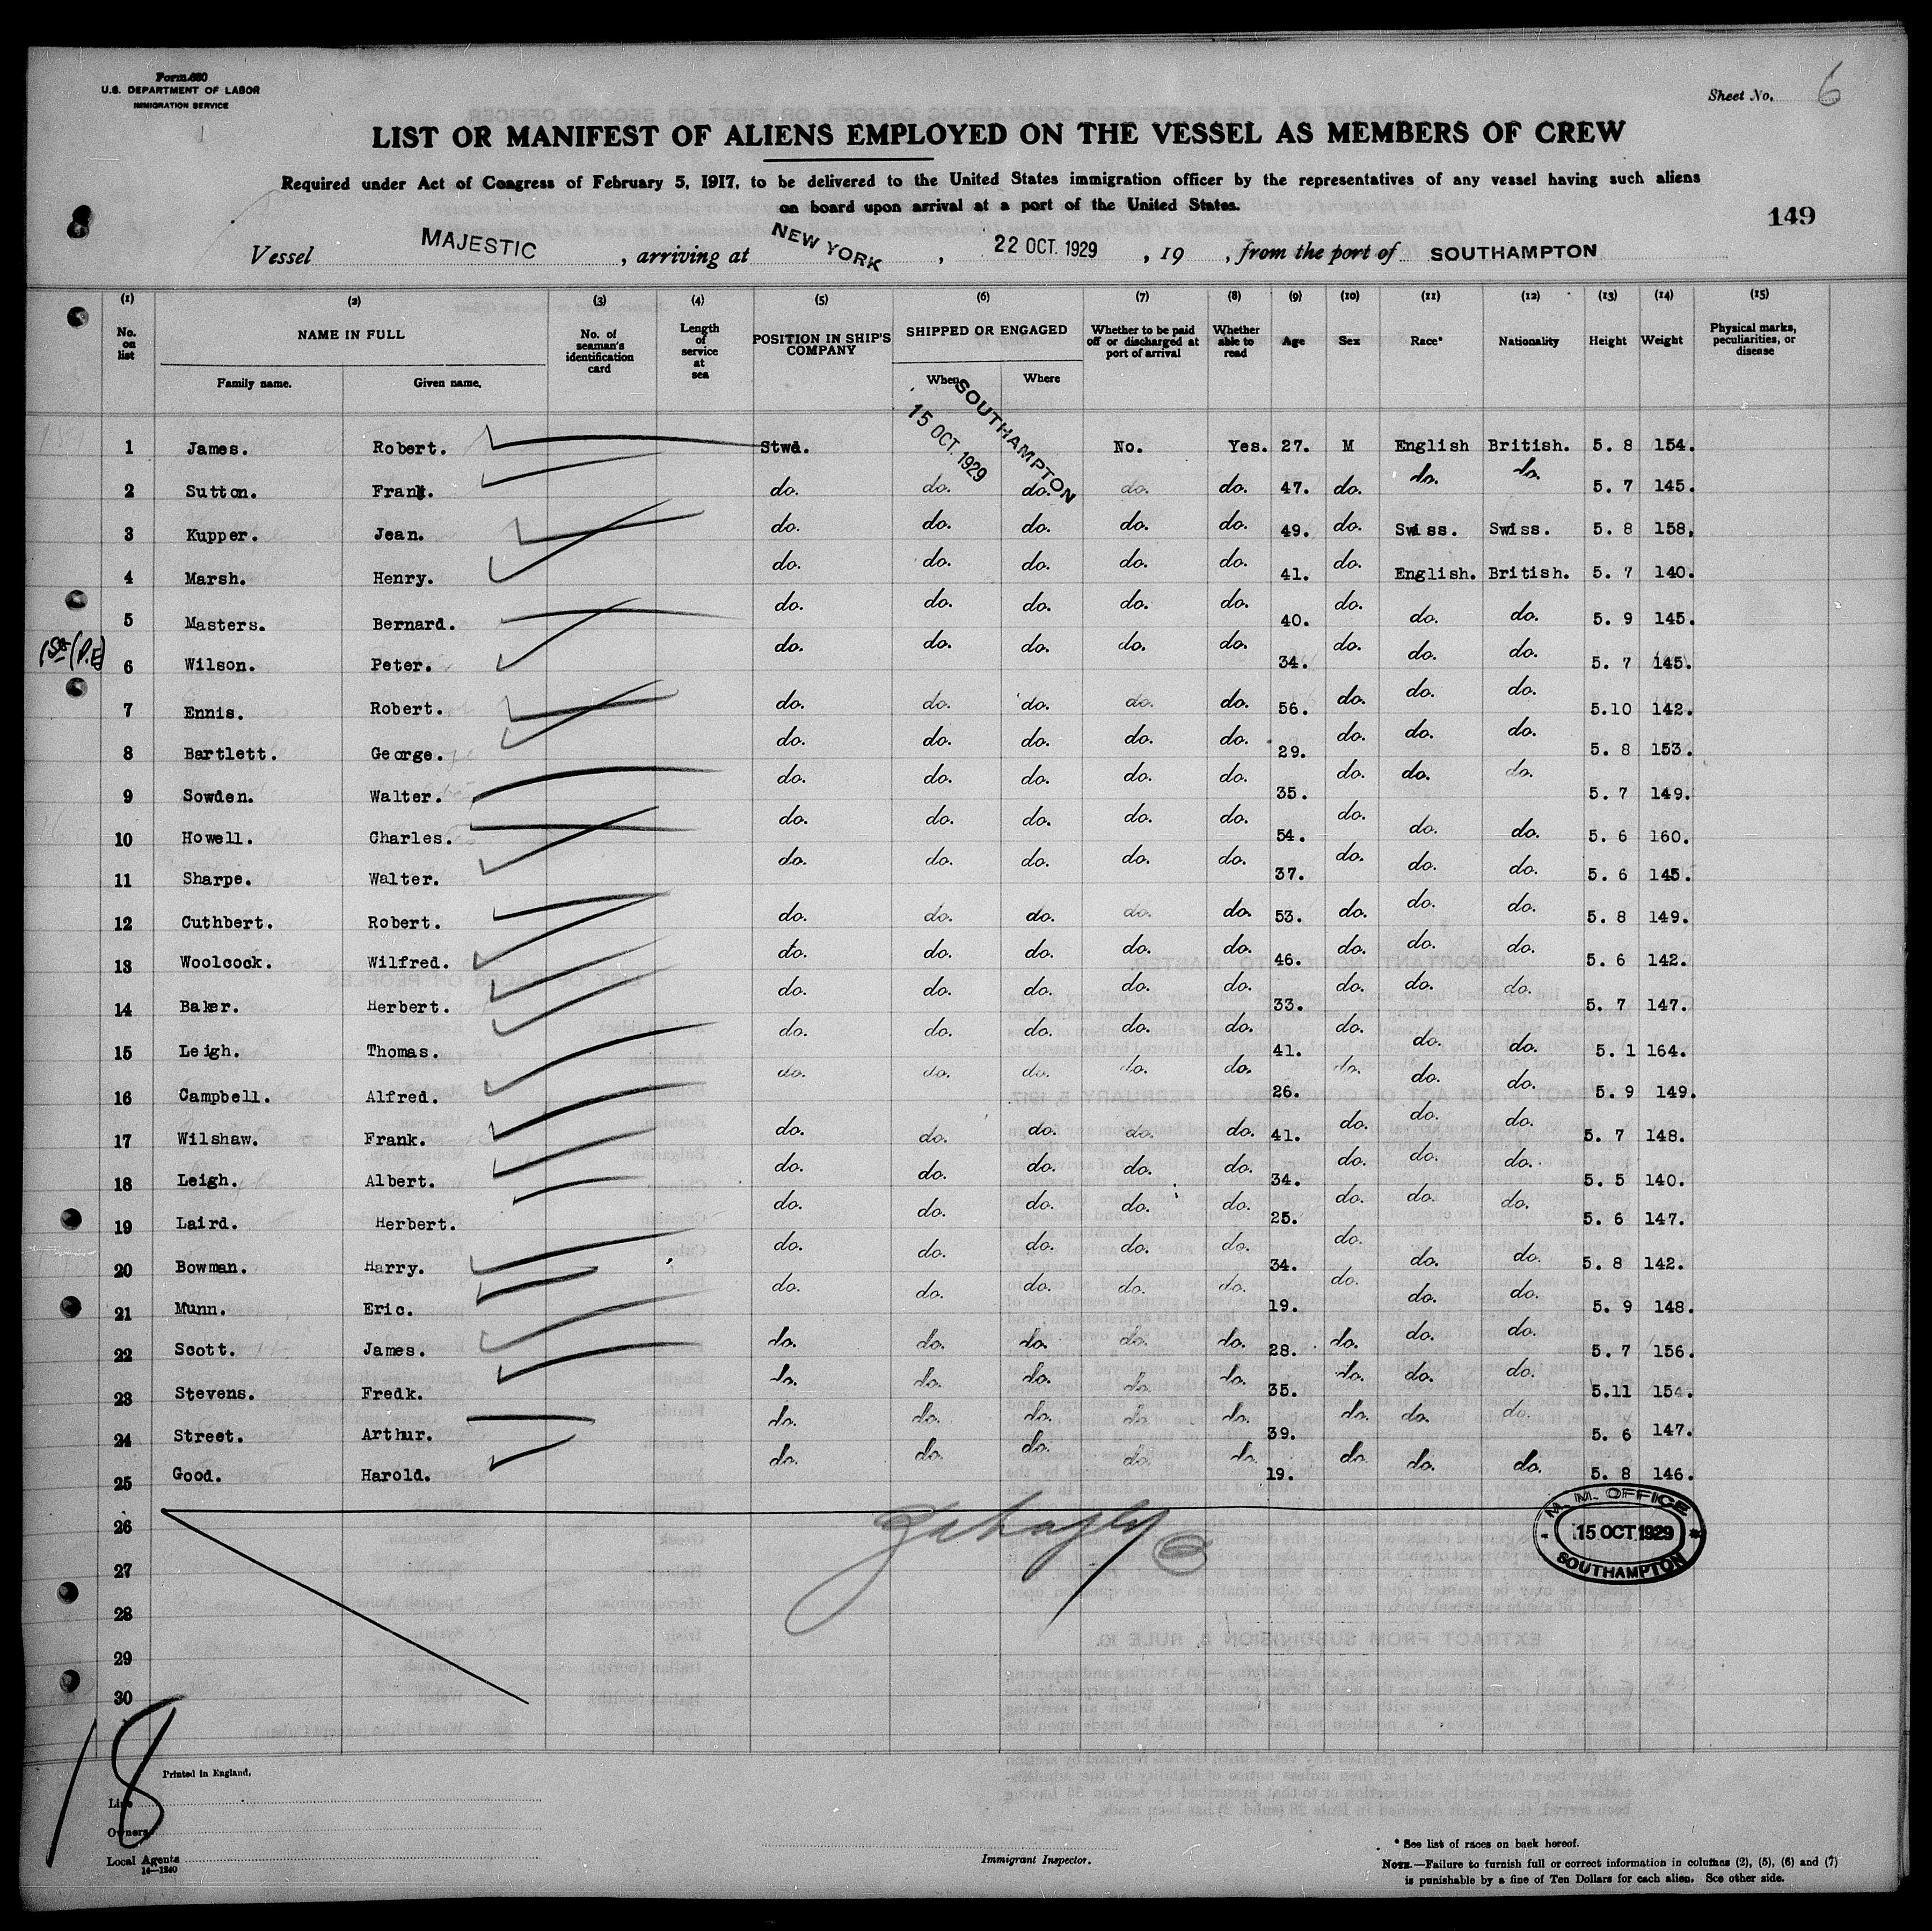 Form 680
U.S. DEPARTMENT OF LABOR
IMMIGRATION SERVICE
Sheet No. 6
LIST OR MANIFEST OF ALIENS EMPLOYED ON THE VESSEL AS MEMBERS OF CREW
Required under Act of Congress of February 5, 1917, to be delivered to the United States immigration officer by the representatives of any vessel having such aliens
on board upon arrival at a port of the United States.
149
Vessel MAJESTIC, arriving at NEW YORK, 22 OCT. 1929, 19 , from the port of SOUTHAMPTON
(1) (2) (3) (4) (5) (6) (7) (8) (9) (10) (11) (12) (13) (14) (15)
No. on list NAME IN FULL No. of seaman's identification card Length of service at sea POSITION IN SHIP'S COMPANY SHIPPED OR ENGAGED Whether to be paid off or discharged at port of arrival Whether able to read Age Sex Race* Nationality Height Weight Physical marks, peculiarities, or disease
Family name. Given name. When Where
15 OCT. 1929 SOUTHAMPTON
1 James. Robert. Stwd. No. Yes. 27. M English British. 5. 8 154.
2 Sutton. Frank. do. do. do. do. do. 47. do. do. do. 5. 7 145.
3 Kupper. Jean. do. do. do. do. do. 49. do. Swiss. Swiss. 5. 8 158,
4 Marsh. Henry. do. do. do. do. do. 41. do. English. British. 5. 7 140.
5 Masters. Bernard. do. do. do. do. do. 40. do. do. do. 5. 9 145.
1St (P.E)
6 Wilson. Peter. do. do. do. do. do. 34. do. do. do. 5. 7 145.
7 Ennis. Robert. do. do. do. do. do. 56. do. do. do. 5.10 142.
8 Bartlett. George. do. do. do. do. do. 29. do. do. do. 5. 8 153.
9 Sowden. Walter. do. do. do. do. do. 35. do. do. do. 5. 7 149.
10 Howell. Charles. do. do. do. do. do. 54. do. do. do. 5. 6 160.
11 Sharpe. Walter. do. do. do. do. do. 37. do. do. do. 5. 6 145.
12 Cuthbert. Robert. do. do. do. do. do. 53. do. do. do. 5. 8 149.
13 Woolcock. Wilfred. do. do. do. do. do. 46. do. do. do. 5. 6 142.
14 Baker. Herbert. do. do. do. do. do. 33. do. do. do. 5. 7 147.
15 Leigh. Thomas. do. do. do. do. do. 41. do. do. do. 5. 1 164.
16 Campbell. Alfred. do. do. do. do. do. 26. do. do. do. 5. 9 149.
17 Wilshaw. Frank. do. do. do. do. do. 41. do. do. do. 5. 7 148.
18 Leigh. Albert. do. do. do. do. do. 34. do. do. do. 5. 5 140.
19 Laird. Herbert. do. do. do. do. do. 25. do. do. do. 5. 6 147.
20 Bowman. Harry. do. do. do. do. do. 34. do. do. do. 5. 8 142.
21 Munn. Eric. do. do. do. do. do. 19. do. do. do. 5. 9 148.
22 Scott. James. do. do. do. do. do. 28. do. do. do. 5. 7 156.
23 Stevens. Fredk. do. do. do. do. do. 35. do. do. do. 5.11 154.
24 Street. Arthur. do. do. do. do. do. 39. do. do. do. 5. 6 147.
25 Good. Harold. do. do. do. do. do. 19. do. do. do. 5. 8 146.
26
M. M. OFFICE
15 OCT 1929
SOUTHAMPTON
27
28
29
30
18
Printed in England.
Line
Owners
Local Agents
14—1240
Immigrant Inspector.
* See list of races on back hereof.
NOTE.—Failure to furnish full or correct information in columns (2), (5), (6) and (7)
is punishable by a fine of Ten Dollars for each alien. See other side.